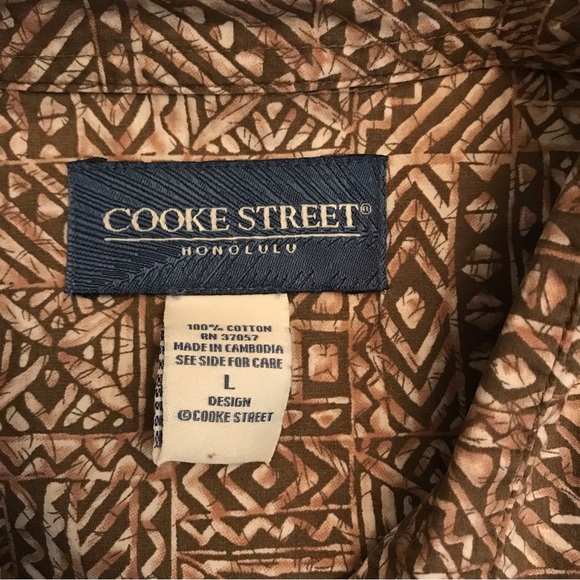 COOKE STREET®
HONOLULU
100% COTTON
RN 37057
MADE IN CAMBODIA
SEE SIDE FOR CARE
L
DESIGN
©COOKE STREET